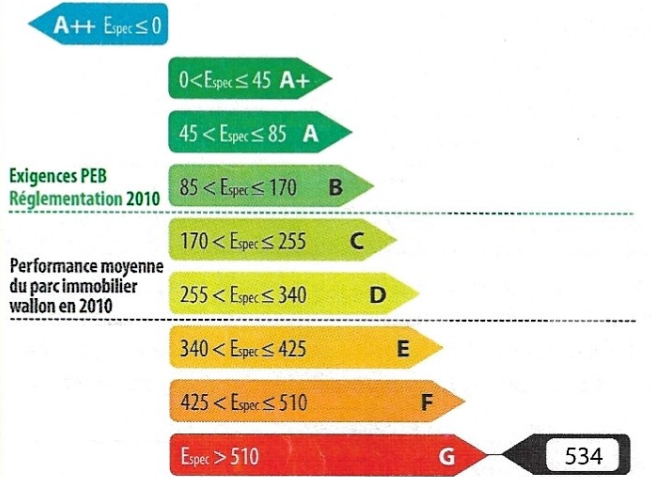 A++ Espec ≤ 0
0 < Espec ≤ 45 A+
45 < Espec ≤ 85 A
Exigences PEB
Réglementation 2010
85 < Espec ≤ 170 B
170 < Espec ≤ 255 C
Performance moyenne
du parc immobilier
wallon en 2010
255 < Espec ≤ 340 D
340 < Espec ≤ 425 E
425 < Espec ≤ 510 F
Espec > 510 G
534